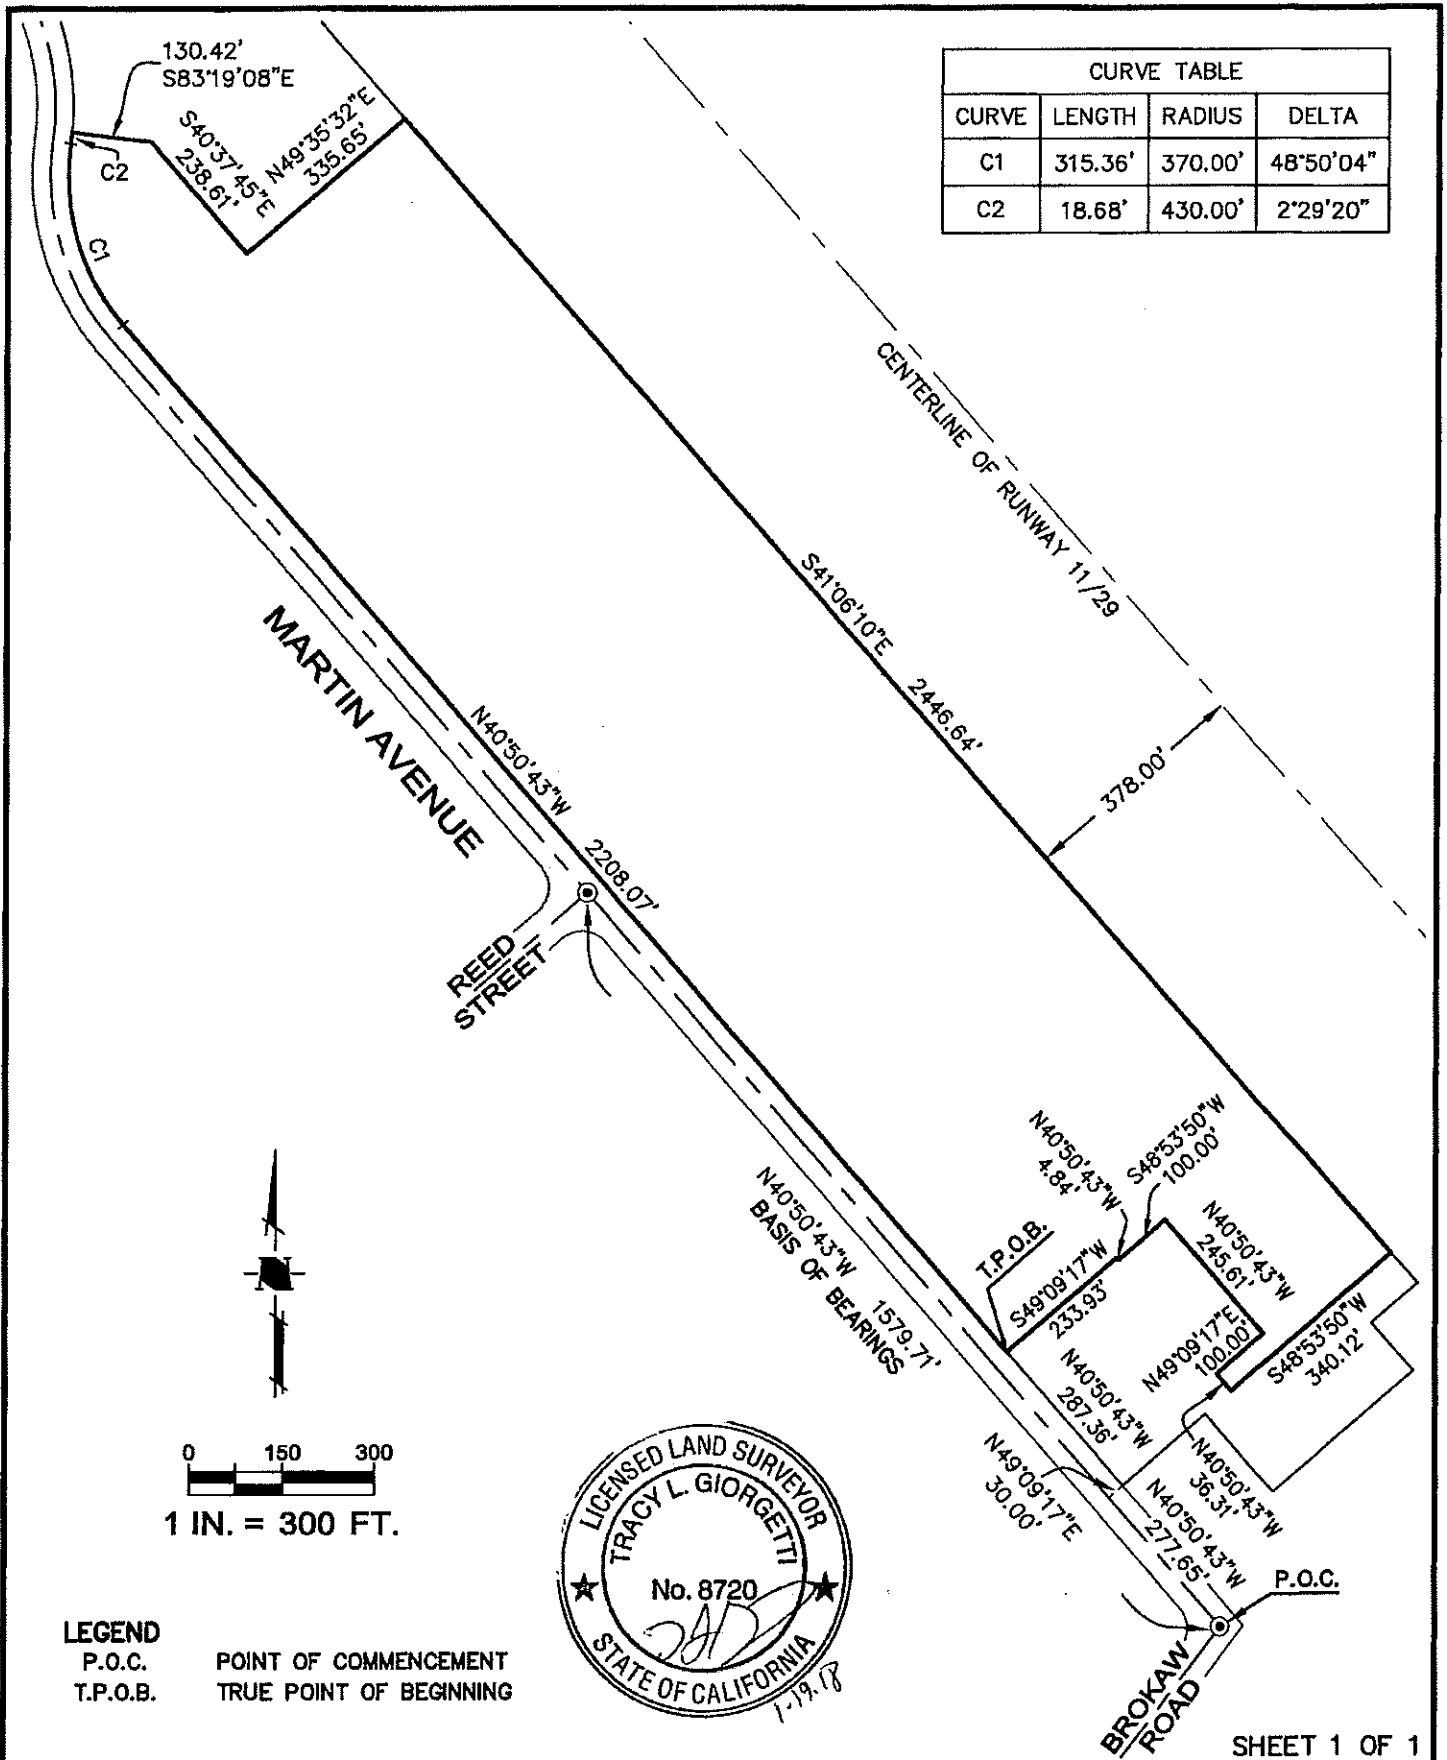 130.42'
S83°19'08"E
C2
S40°37'45"E
238.61'
N49°35'32"E
335.65'
C1
CURVE TABLE
CURVE LENGTH RADIUS DELTA
C1 315.36' 370.00' 48°50'04"
C2 18.68' 430.00' 2°29'20"
CENTERLINE OF RUNWAY 11/29
S41°06'10"E 2446.64'
378.00'
MARTIN AVENUE
N40°50'43"W 2208.07'
REED
STREET
N40°50'43"W 1579.71'
BASIS OF BEARINGS
T.P.O.B.
N40°50'43"W
4.84'
S48°53'50"W
100.00'
S49°09'17"W
233.93'
N40°50'43"W
245.61'
N49°09'17"E
100.00'
S48°53'50"W
340.12'
N40°50'43"W
287.36'
N49°09'17"E
30.00'
N40°50'43"W
36.31'
N40°50'43"W
277.65'
P.O.C.
BROKAW
ROAD
N
0 150 300
1 IN. = 300 FT.
LICENSED LAND SURVEYOR
TRACY L. GIORGETTI
No. 8720
STATE OF CALIFORNIA
1-19-18
LEGEND
P.O.C. POINT OF COMMENCEMENT
T.P.O.B. TRUE POINT OF BEGINNING
SHEET 1 OF 1